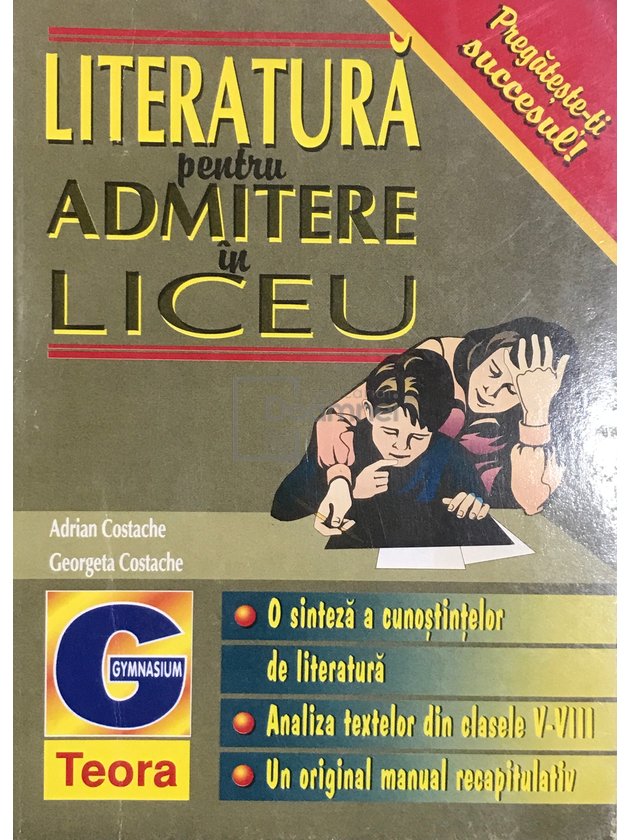 Pregătește-ti
succesul!
LITERATURĂ
pentru
ADMITERE
în
LICEU
Adrian Costache
Georgeta Costache
G
GYMNASIUM
Teora
O sinteză a cunoștințelor
de literatură
Analiza textelor din clasele V-VIII
Un original manual recapitulativ